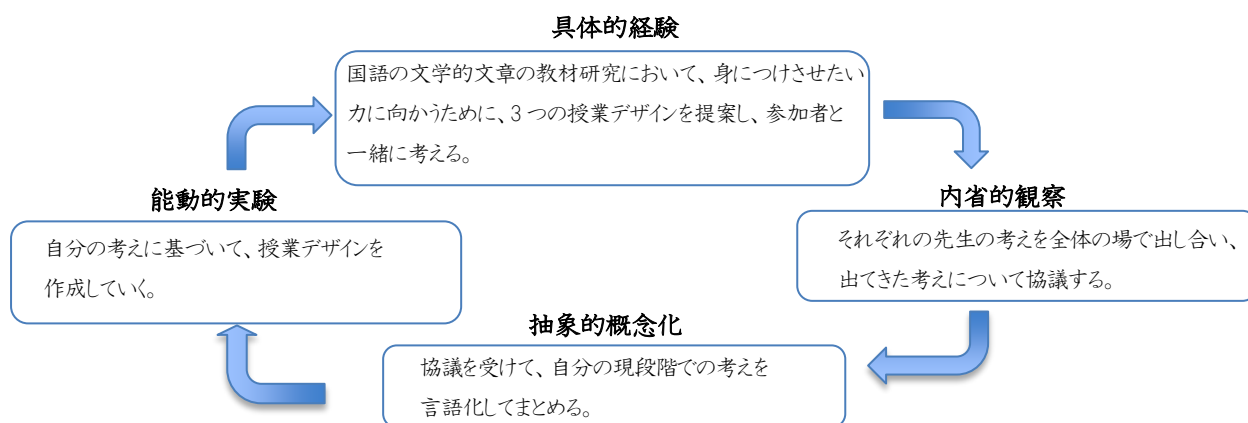 具体的経験
国語の文学的文章の教材研究において、身につけさせたい
力に向かうために、3つの授業デザインを提案し、参加者と
一緒に考える。
能動的実験
自分の考えに基づいて、授業デザインを
作成していく。
内省的観察
それぞれの先生の考えを全体の場で出し合い、
出てきた考えについて協議する。
抽象的概念化
協議を受けて、自分の現段階での考えを
言語化してまとめる。